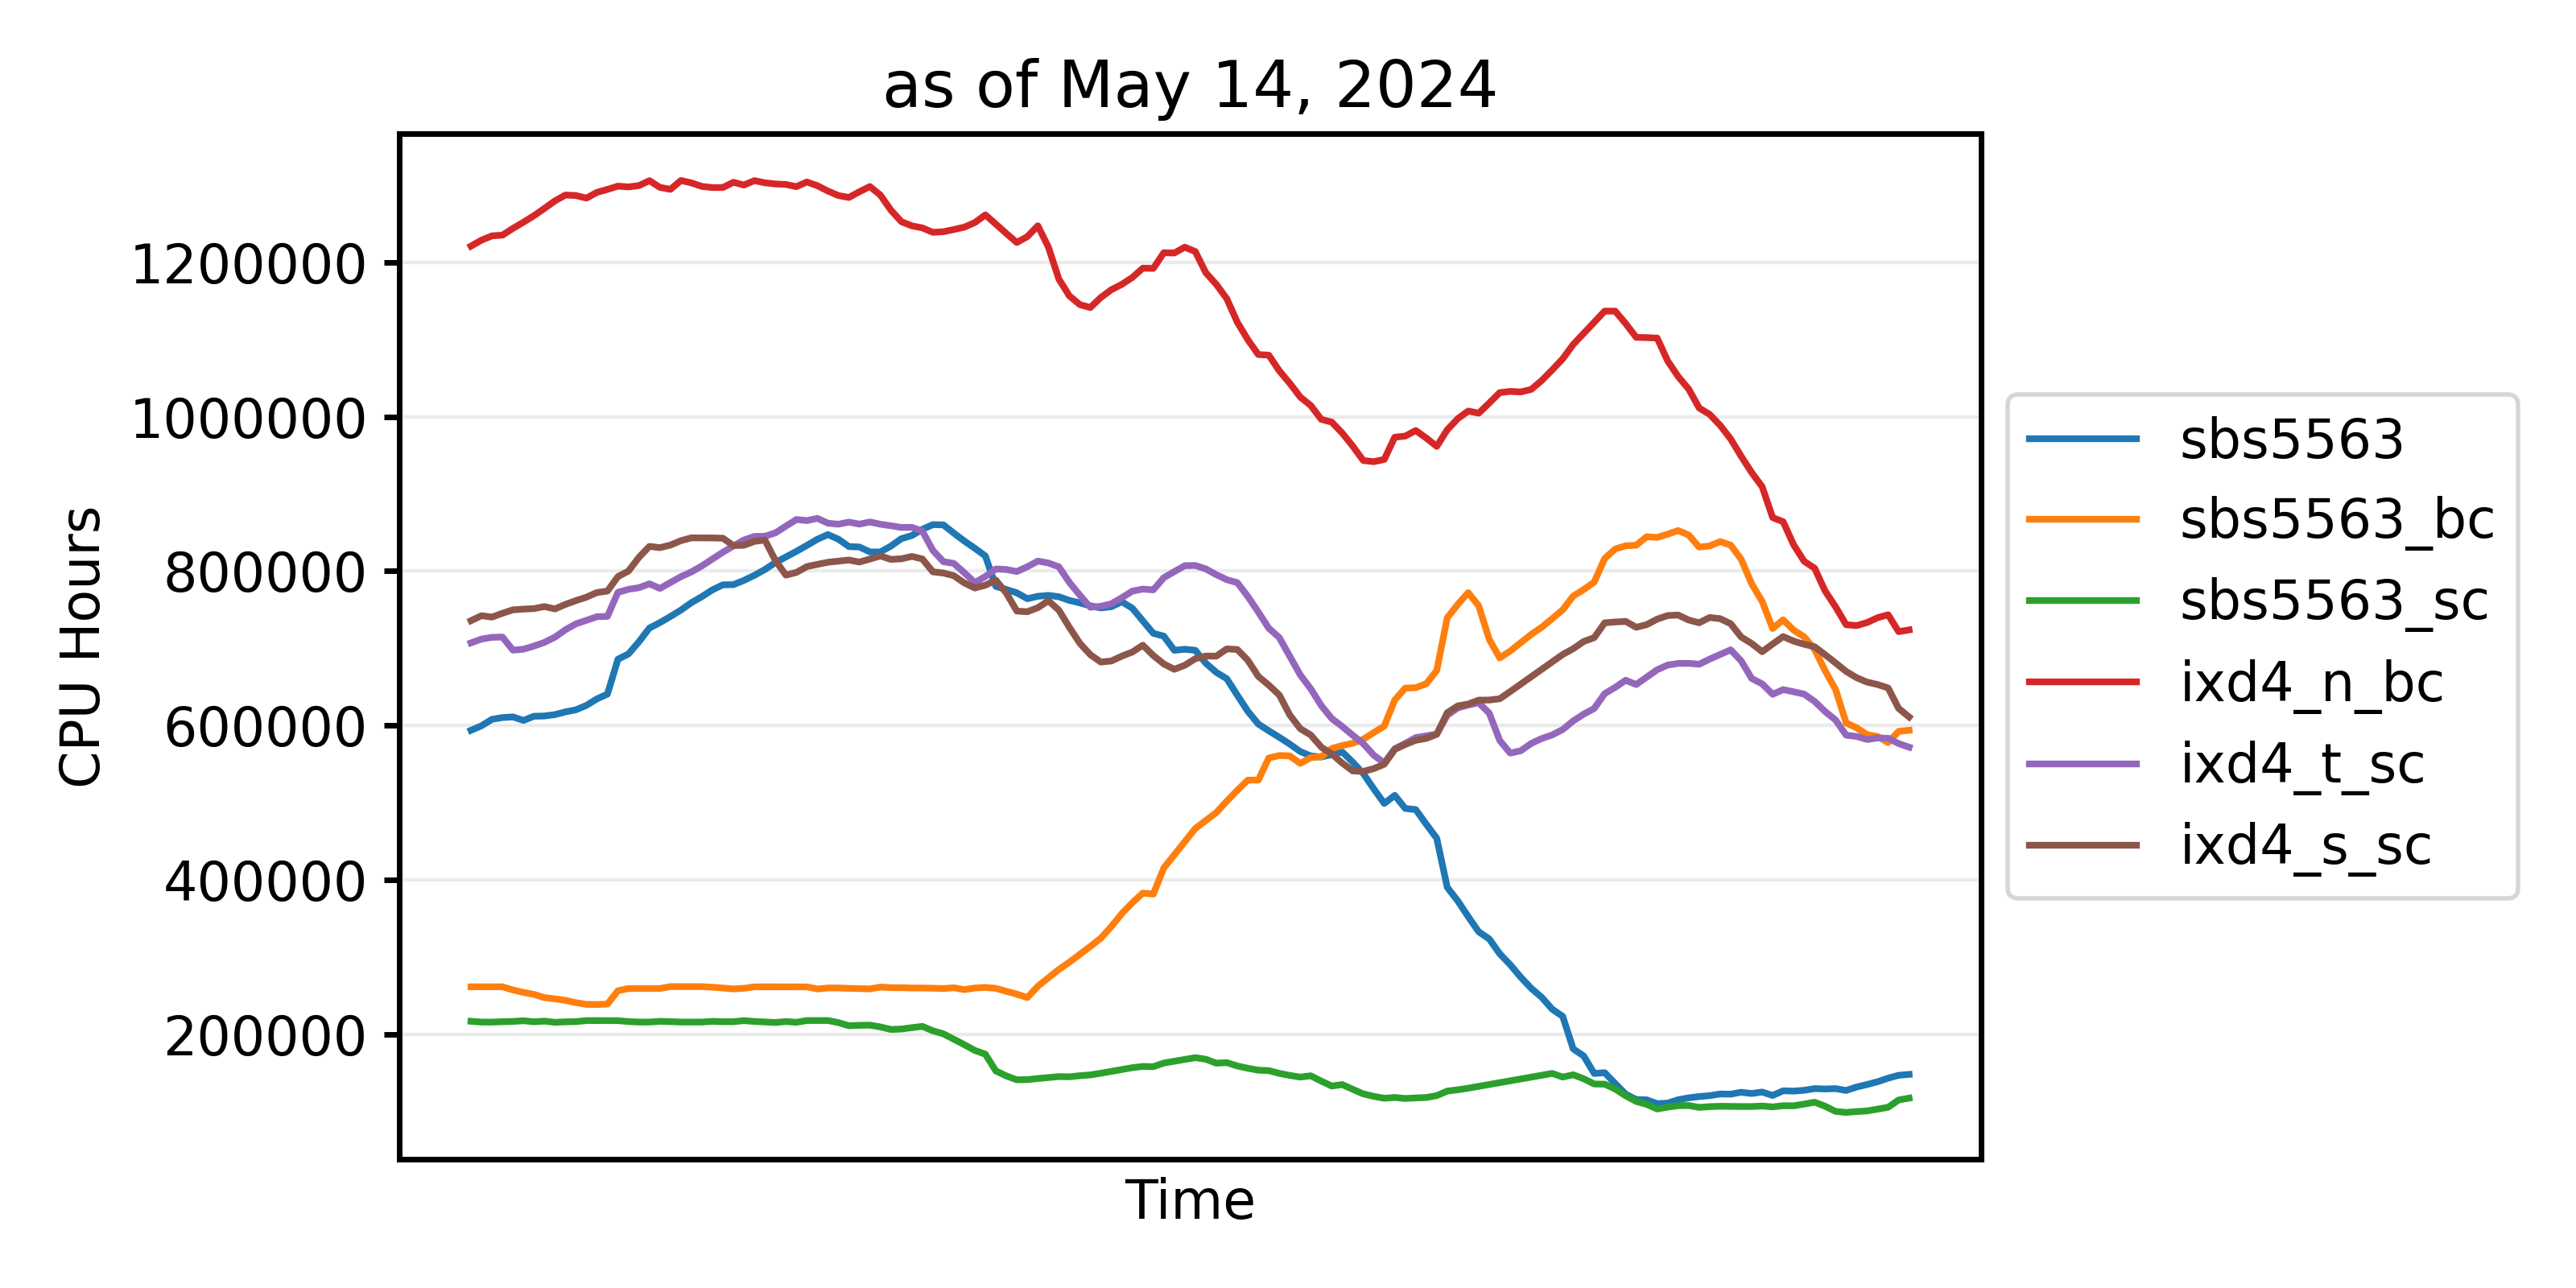 as of May 14, 2024
CPU Hours
1200000
1000000
800000
600000
400000
200000
Time
sbs5563
sbs5563_bc
sbs5563_sc
ixd4_n_bc
ixd4_t_sc
ixd4_s_sc